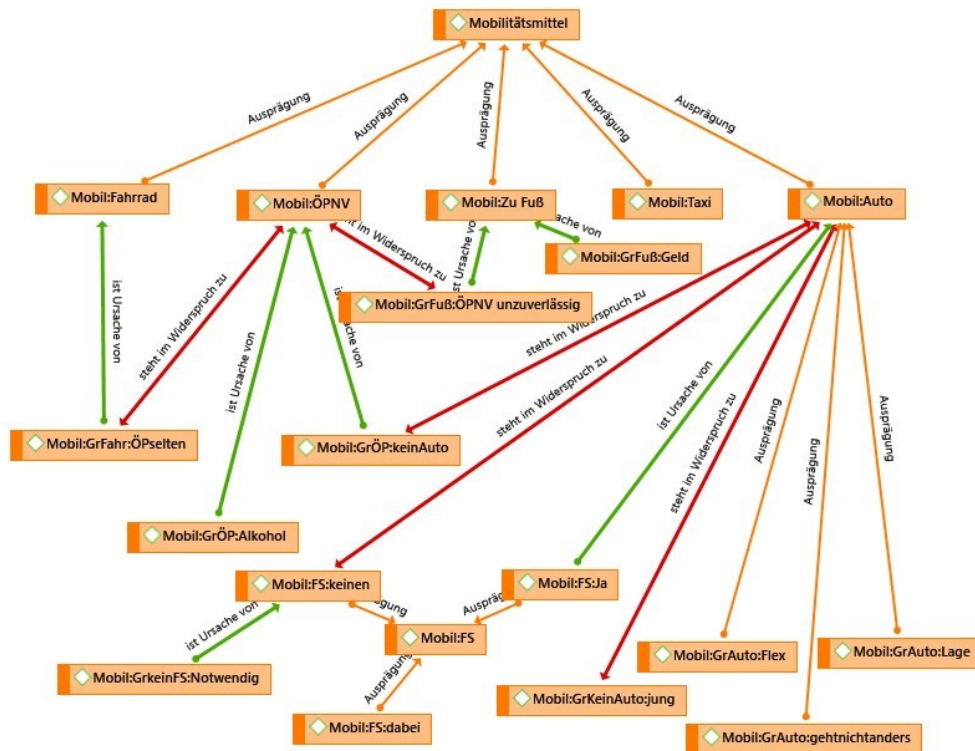 Mobilitätsmittel
Ausprägung
Ausprägung
Ausprägung
Ausprägung
Ausprägung
Mobil:Fahrrad
Mobil:ÖPNV
Mobil:Zu Fuß
Mobil:Taxi
Mobil:Auto
steht im Widerspruch zu
ist Ursache von
Ursache von
Mobil:GrFuß:Geld
Mobil:GrFuß:ÖPNV unzuverlässig
ist Ursache von
steht im Widerspruch zu
ist Ursache von
ist Ursache von
steht im Widerspruch zu
steht im Widerspruch zu
ist Ursache von
steht im Widerspruch zu
Ausprägung
Ausprägung
Ausprägung
Mobil:GrFahr:ÖPselten
Mobil:GrÖP:keinAuto
Mobil:GrÖP:Alkohol
Mobil:FS:keinen
Mobil:FS:Ja
ist Ursache von
Ausprägung
Ausprägung
Mobil:FS
Mobil:GrAuto:Flex
Mobil:GrAuto:Lage
Mobil:GrkeinFS:Notwendig
Ausprägung
Mobil:GrKeinAuto:jung
Mobil:FS:dabei
Mobil:GrAuto:gehtnichtanders